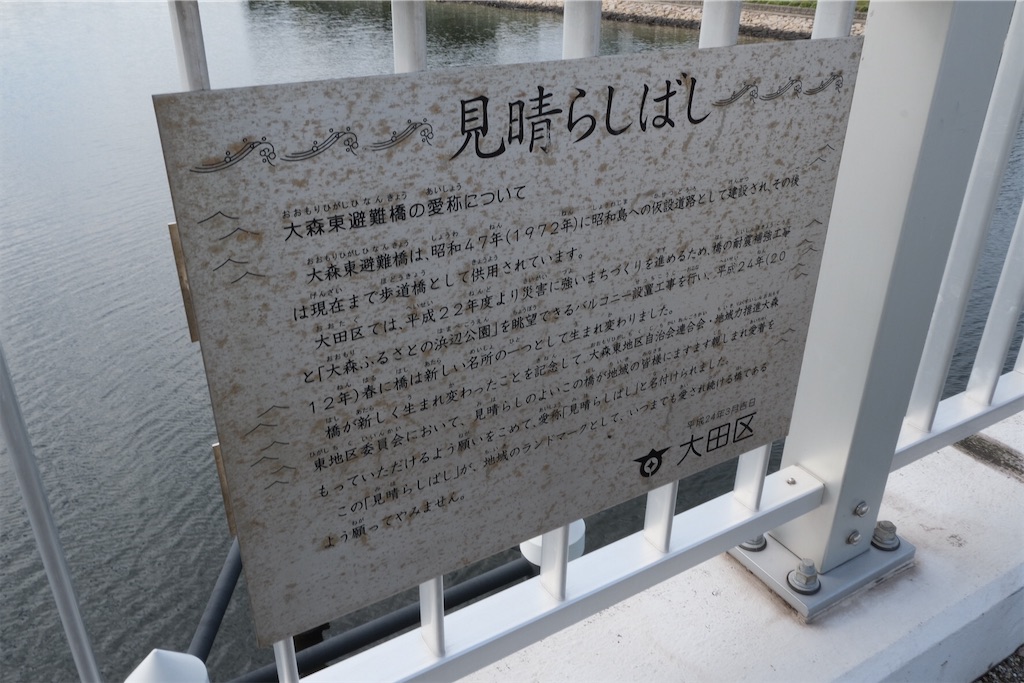 見晴らしばし
大森東避難橋の愛称について
大森東避難橋は、昭和47年(1972年)に昭和島への仮設道路として建設され、その後
は現在まで歩道橋として供用されています。
大田区では、平成22年度より災害に強いまちづくりを進めるため、橋の耐震補強工事
と「大森ふるさとの浜辺公園」を眺望できるバルコニー設置工事を行い、平成24年(20
12年)春に橋は新しい名所の一つとして生まれ変わりました。
橋が新しく生まれ変わったことを記念して、大森東地区自治会連合会・地域力推進大森
東地区委員会において、見晴らしのよいこの橋が地域の皆様にますます親しまれ愛着を
もっていただけるよう願いをこめて、愛称「見晴らしばし」と名付けられました。
この「見晴らしばし」が、地域のランドマークとして、いつまでも愛され続ける橋である
よう願ってやみません。
平成24年3月吉日
大田区